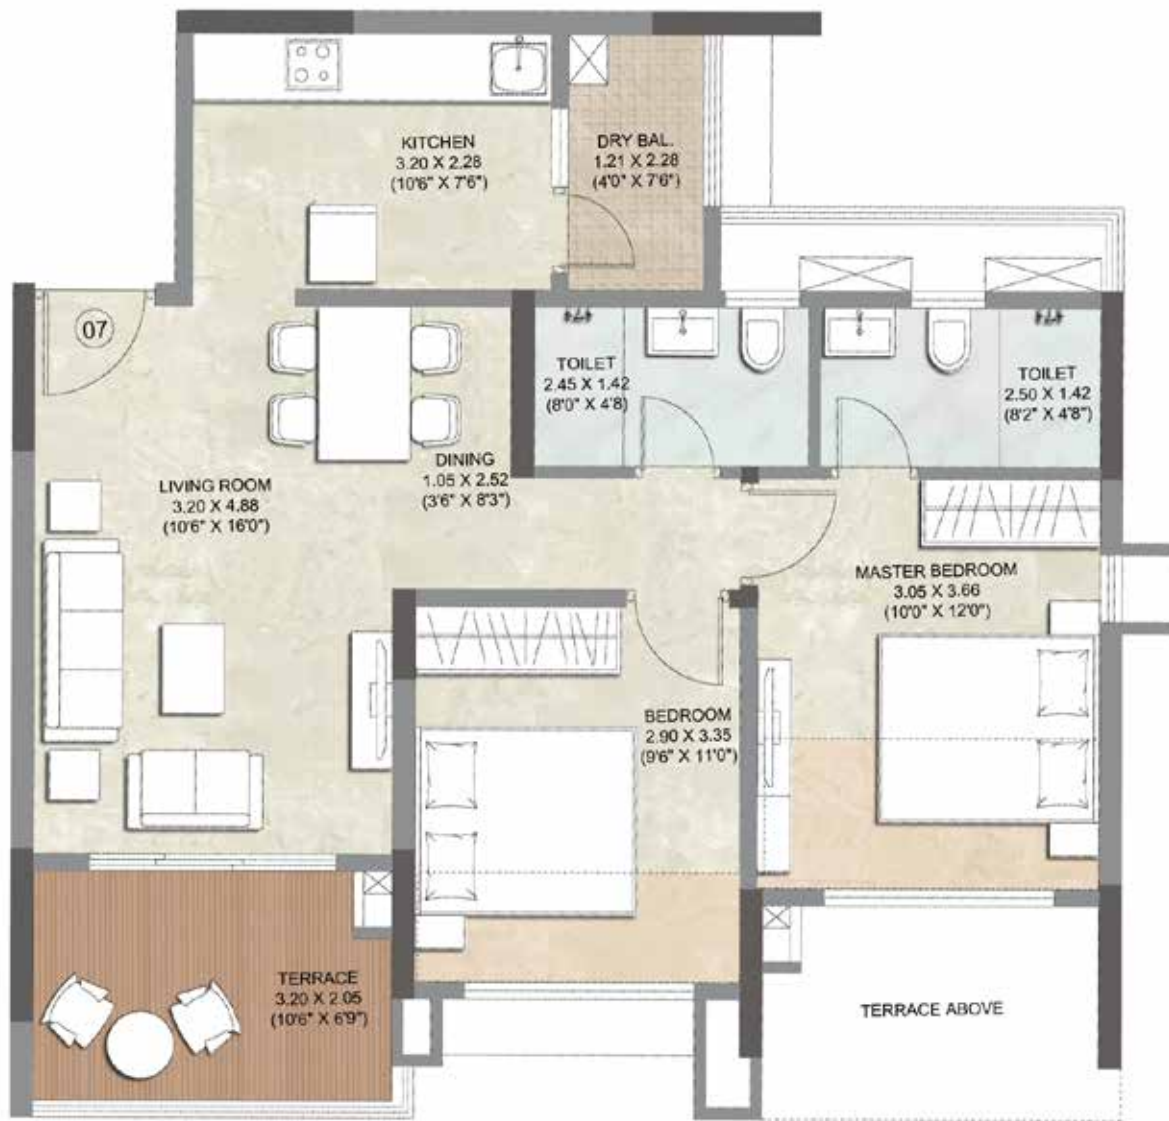 KITCHEN
3.20 X 2.28
(10'6" X 7'6")
DRY BAL.
1.21 X 2.28
(4'0" X 7'6")
07
TOILET
2.45 X 1.42
(8'0" X 4'8)
TOILET
2.50 X 1.42
(8'2" X 4'8")
DINING
1.05 X 2.52
(3'6" X 8'3")
LIVING ROOM
3.20 X 4.88
(10'6" X 16'0")
MASTER BEDROOM
3.05 X 3.66
(10'0" X 12'0")
BEDROOM
2.90 X 3.35
(9'6" X 11'0")
TERRACE
3.20 X 2.05
(10'6" X 6'9")
TERRACE ABOVE